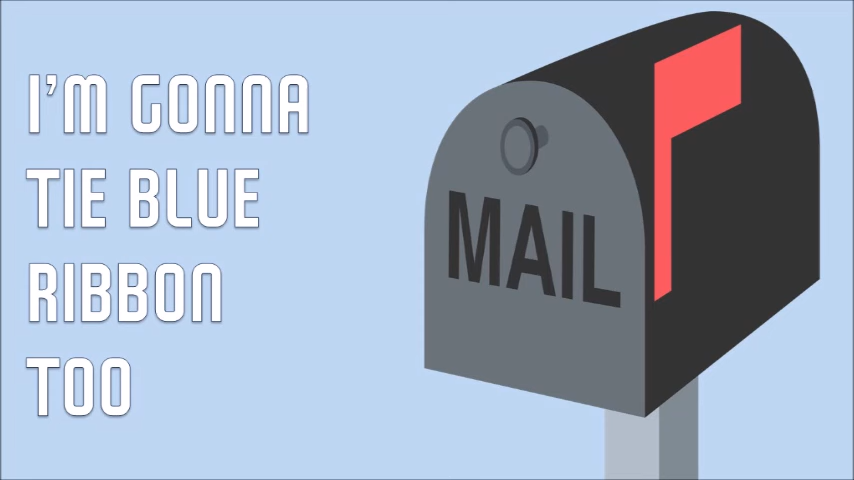 I'M GONNA
TIE BLUE
RIBBON
TOO
MAIL